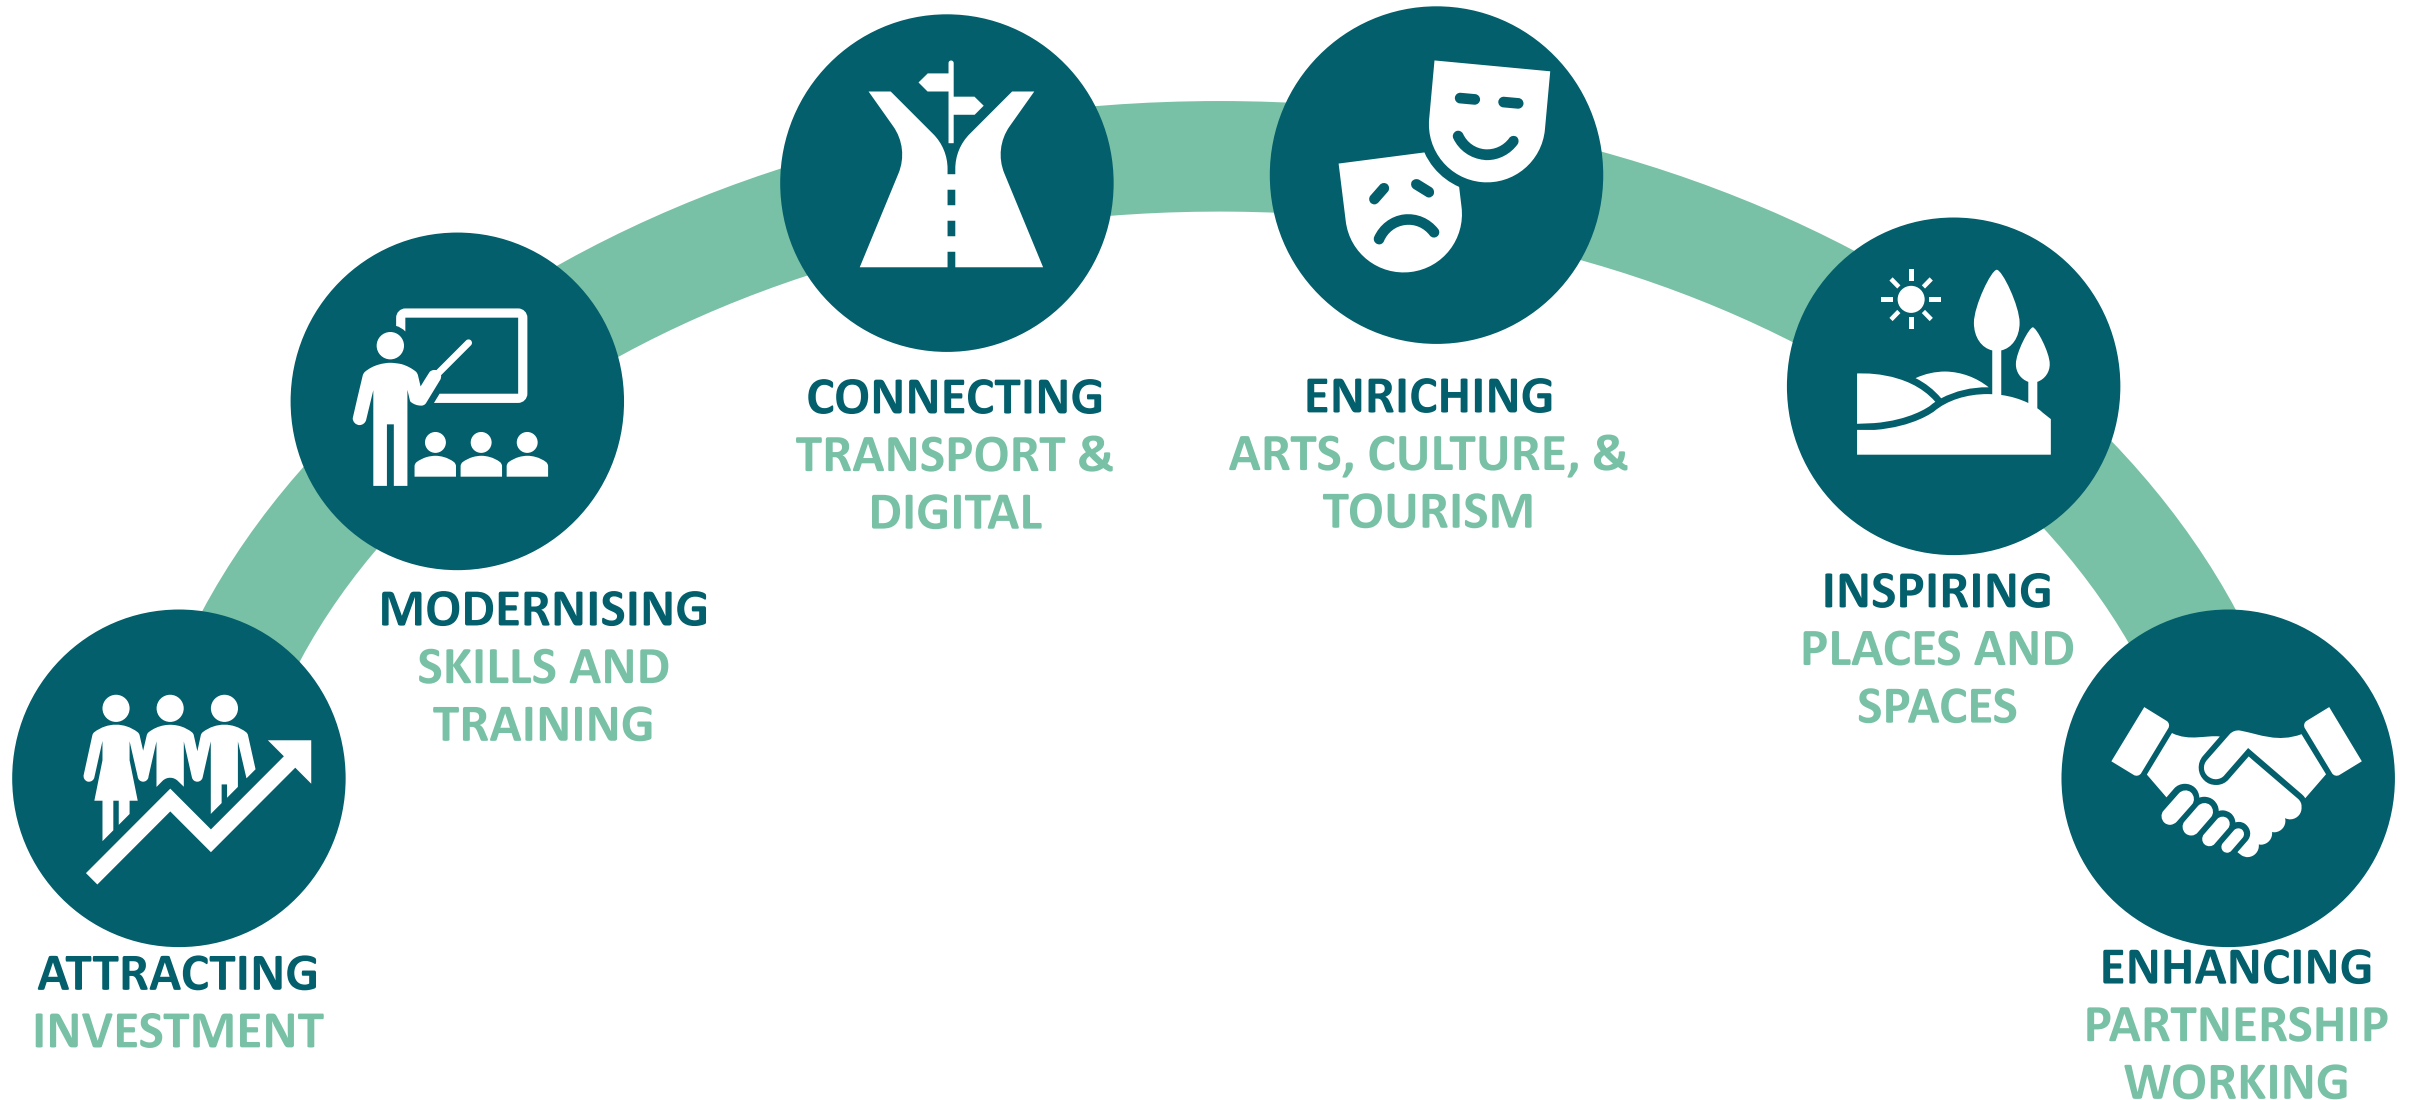 ATTRACTING
INVESTMENT
MODERNISING
SKILLS AND
TRAINING
CONNECTING
TRANSPORT &
DIGITAL
ENRICHING
ARTS, CULTURE, &
TOURISM
INSPIRING
PLACES AND
SPACES
ENHANCING
PARTNERSHIP
WORKING